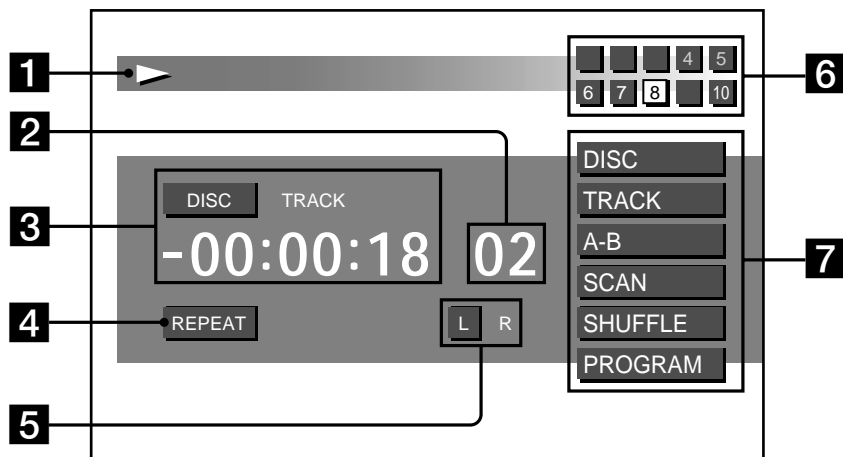 1
4 5
6 7 8 10
6
2
DISC TRACK
-00:00:18
02
3
DISC
TRACK
A-B
SCAN
SHUFFLE
PROGRAM
7
4
REPEAT
L R
5